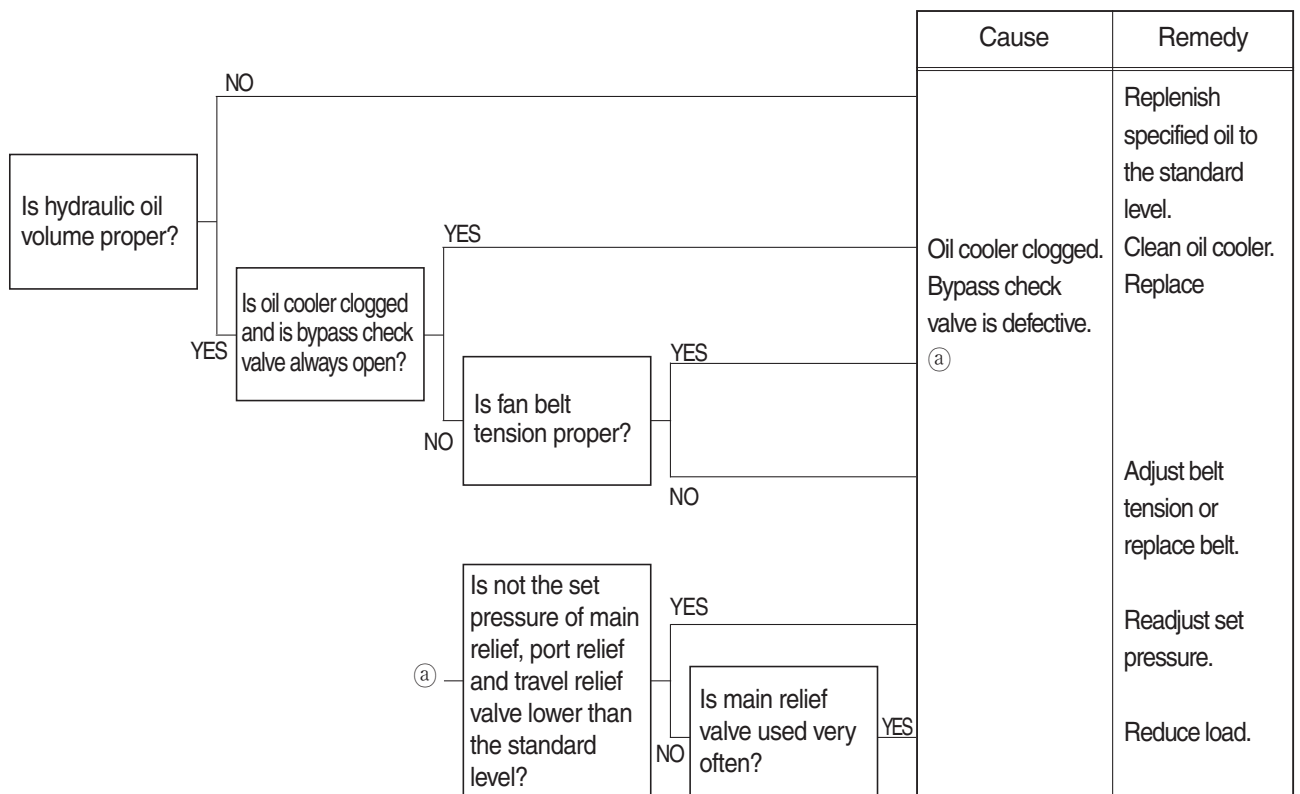 Cause
Remedy
NO
Replenish
specified oil to
the standard
level.
Is hydraulic oil
volume proper?
YES
Oil cooler clogged.
Clean oil cooler.
Is oil cooler clogged
and is bypass check
valve always open?
Bypass check
valve is defective.
Replace
YES
YES
ⓐ
Is fan belt
tension proper?
NO
NO
Adjust belt
tension or
replace belt.
ⓐ
Is not the set
pressure of main
relief, port relief
and travel relief
valve lower than
the standard
level?
YES
Readjust set
pressure.
NO
Is main relief
valve used very
often?
YES
Reduce load.